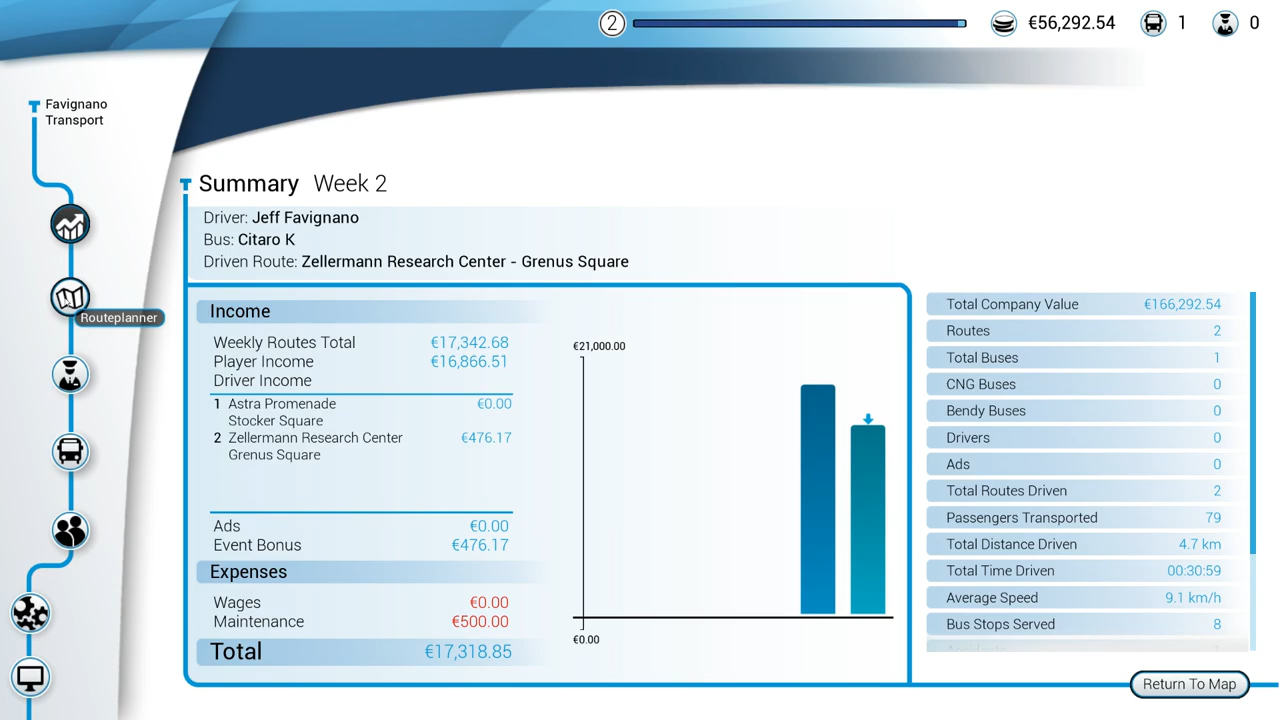 2
€56,292.54
1
0
Favignano
Transport
Routeplanner
Summary Week 2
Driver: Jeff Favignano
Bus: Citaro K
Driven Route: Zellermann Research Center - Grenus Square
Income
Weekly Routes Total €17,342.68
Player Income €16,866.51
Driver Income
1 Astra Promenade €0.00
Stocker Square
2 Zellermann Research Center €476.17
Grenus Square
Ads €0.00
Event Bonus €476.17
Expenses
Wages €0.00
Maintenance €500.00
Total €17,318.85
€21,000.00
€0.00
Total Company Value €166,292.54
Routes 2
Total Buses 1
CNG Buses 0
Bendy Buses 0
Drivers 0
Ads 0
Total Routes Driven 2
Passengers Transported 79
Total Distance Driven 4.7 km
Total Time Driven 00:30:59
Average Speed 9.1 km/h
Bus Stops Served 8
Return To Map